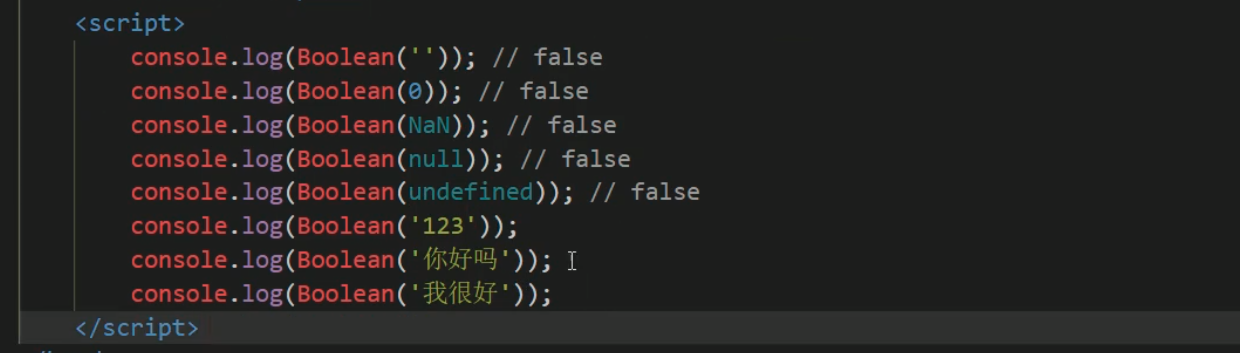 <script>
console.log(Boolean('')); // false
console.log(Boolean(0)); // false
console.log(Boolean(NaN)); // false
console.log(Boolean(null)); // false
console.log(Boolean(undefined)); // false
console.log(Boolean('123'));
console.log(Boolean('你好吗'));
console.log(Boolean('我很好'));
</script>